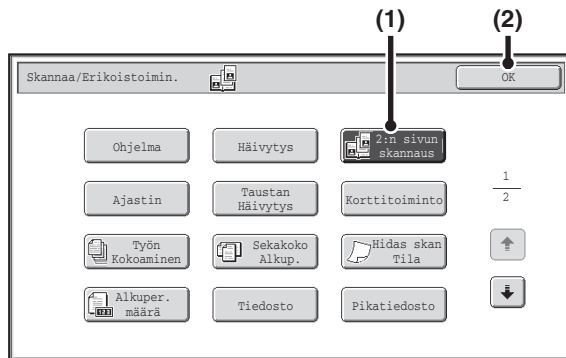 (1) (2)
Skannaa/Erikoistoimin. OK
Ohjelma Häivytys 2:n sivun
skannaus
Ajastin Taustan
Häivytys Korttitoiminto
1
2
Työn
Kokoaminen Sekakoko
Alkup. Hidas skan
Tila
Alkuper.
määrä Tiedosto Pikatiedosto